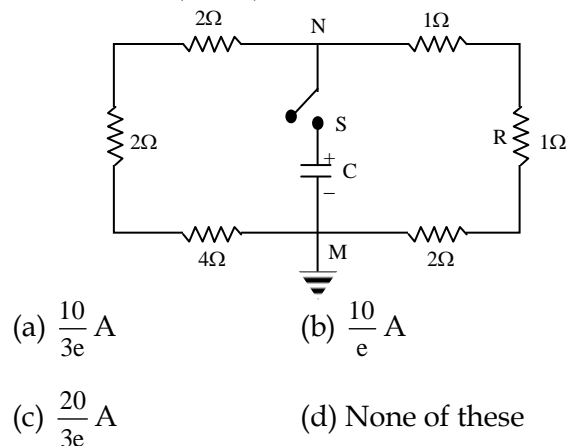 2Ω N 1Ω
2Ω S R 1Ω
+ C
−
4Ω M 2Ω
(a) 10/3e A (b) 10/e A
(c) 20/3e A (d) None of these